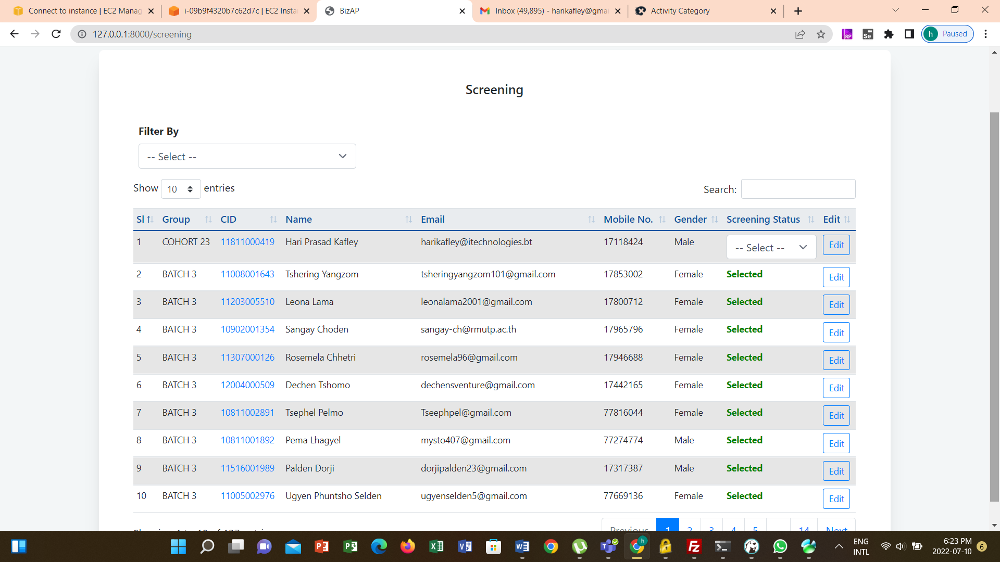 Connect to instance | EC2 Manag
i-09b9f4320b7c62d7c | EC2 Insta
BizAP
Inbox (49,895) - harikafley@gmai
Activity Category
127.0.0.1:8000/screening
RP
Se
h Paused
Screening
Filter By
-- Select --
Show 10 entries
Search:
Sl Group CID Name Email Mobile No. Gender Screening Status Edit
1 COHORT 23 11811000419 Hari Prasad Kafley harikafley@itechnologies.bt 17118424 Male -- Select -- Edit
2 BATCH 3 11008001643 Tshering Yangzom tsheringyangzom101@gmail.com 17853002 Female Selected Edit
3 BATCH 3 11203005510 Leona Lama leonalama2001@gmail.com 17800712 Female Selected Edit
4 BATCH 3 10902001354 Sangay Choden sangay-ch@rmutp.ac.th 17965796 Female Selected Edit
5 BATCH 3 11307000126 Rosemela Chhetri rosemela96@gmail.com 17946688 Female Selected Edit
6 BATCH 3 12004000509 Dechen Tshomo dechensventure@gmail.com 17442165 Female Selected Edit
7 BATCH 3 10811002891 Tsephel Pelmo Tseephpel@gmail.com 77816044 Female Selected Edit
8 BATCH 3 10811001892 Pema Lhagyel mysto407@gmail.com 77274774 Male Selected Edit
9 BATCH 3 11516001989 Palden Dorji dorjipalden23@gmail.com 17317387 Male Selected Edit
10 BATCH 3 11005002976 Ugyen Phuntsho Selden ugyenselden5@gmail.com 77669136 Female Selected Edit
Previous 1 2 3 4 5 14 Next
ENG
INTL
6:23 PM
2022-07-10
6